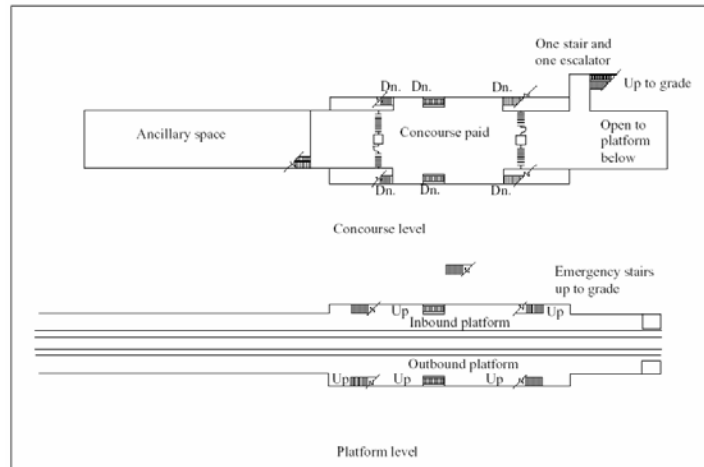 One stair and
one escalator
Dn. Dn. Dn.
Up to grade
Ancillary space
Concourse paid
Open to
platform
below
Dn. Dn. Dn.
Concourse level
Emergency stairs
up to grade
Up Up
Inbound platform
Outbound platform
Up Up Up
Platform level